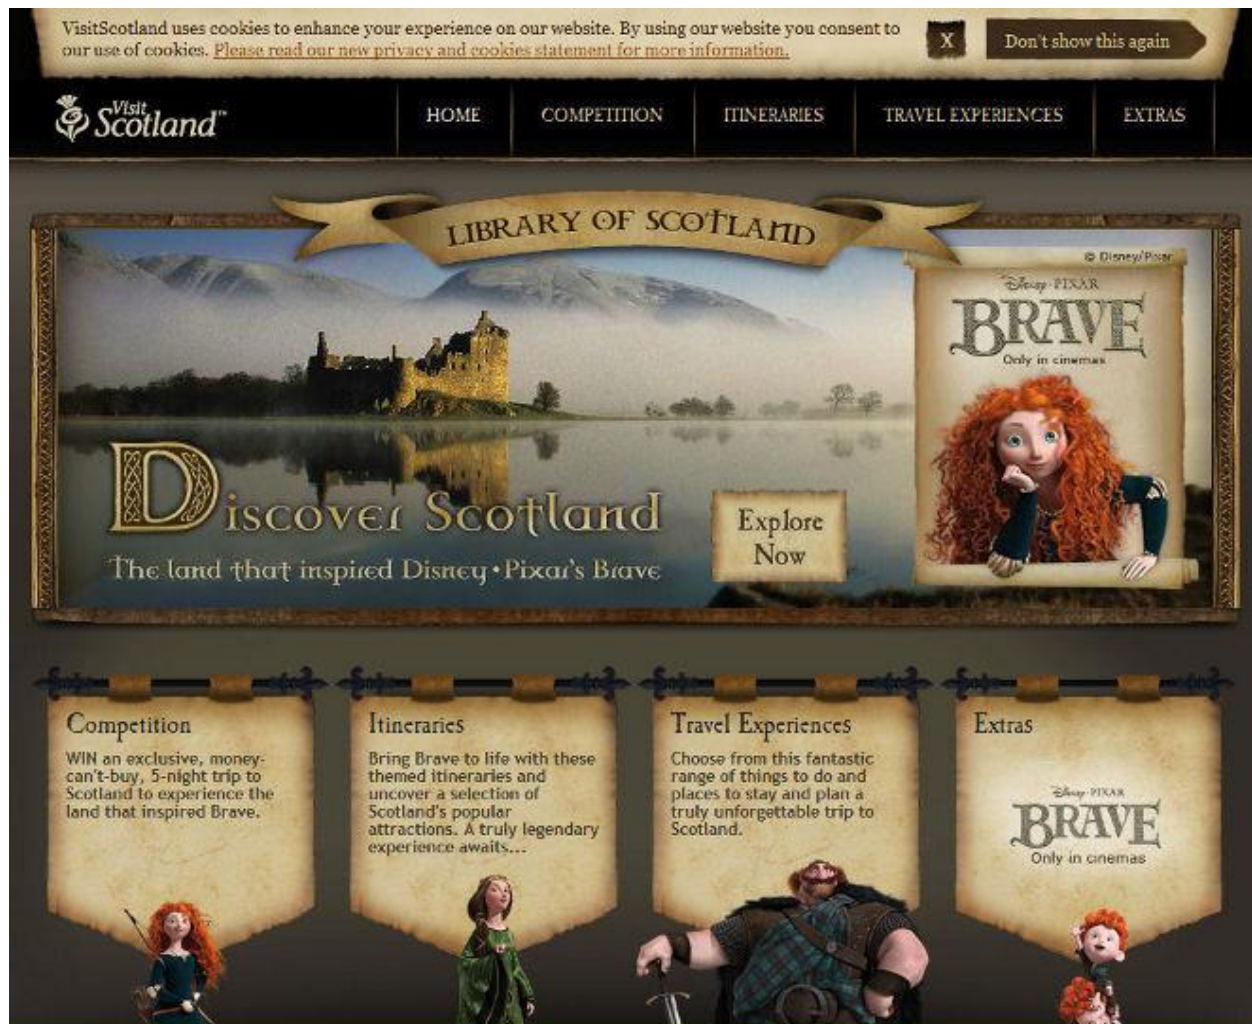 VisitScotland uses cookies to enhance your experience on our website. By using our website you consent to
our use of cookies. Please read our new privacy and cookies statement for more information.
X
Don't show this again
Visit
Scotland™
HOME
COMPETITION
ITINERARIES
TRAVEL EXPERIENCES
EXTRAS
LIBRARY OF SCOTLAND
© Disney/Pixar
Disney·PIXAR
BRAVE
Only in cinemas
Discover Scotland
The land that inspired Disney•Pixar's Brave
Explore
Now
Competition
WIN an exclusive, money-
can't-buy, 5-night trip to
Scotland to experience the
land that inspired Brave.
Itineraries
Bring Brave to life with these
themed itineraries and
uncover a selection of
Scotland's popular
attractions. A truly legendary
experience awaits...
Travel Experiences
Choose from this fantastic
range of things to do and
places to stay and plan a
truly unforgettable trip to
Scotland.
Extras
Disney·PIXAR
BRAVE
Only in cinemas